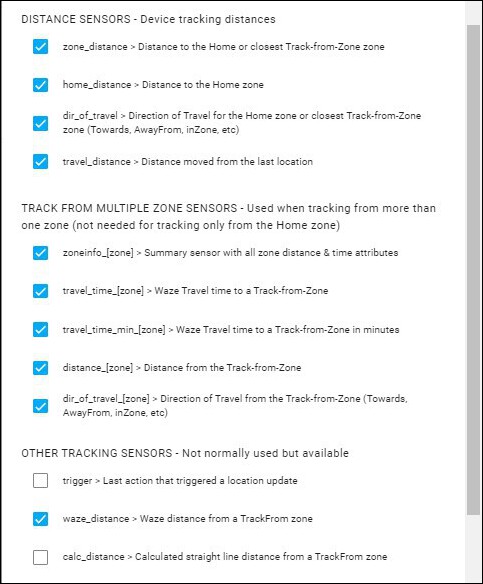 DISTANCE SENSORS - Device tracking distances
zone_distance > Distance to the Home or closest Track-from-Zone zone
home_distance > Distance to the Home zone
dir_of_travel > Direction of Travel for the Home zone or closest Track-from-Zone
zone (Towards, AwayFrom, inZone, etc)
travel_distance > Distance moved from the last location
TRACK FROM MULTIPLE ZONE SENSORS - Used when tracking from more than
one zone (not needed for tracking only from the Home zone)
zoneinfo_[zone] > Summary sensor with all zone distance & time attributes
travel_time_[zone] > Waze Travel time to a Track-from-Zone
travel_time_min_[zone] > Waze Travel time to a Track-from-Zone in minutes
distance_[zone] > Distance from the Track-from-Zone
dir_of_travel_[zone] > Direction of Travel from the Track-from-Zone (Towards,
AwayFrom, inZone, etc)
OTHER TRACKING SENSORS - Not normally used but available
trigger > Last action that triggered a location update
waze_distance > Waze distance from a TrackFrom zone
calc_distance > Calculated straight line distance from a TrackFrom zone